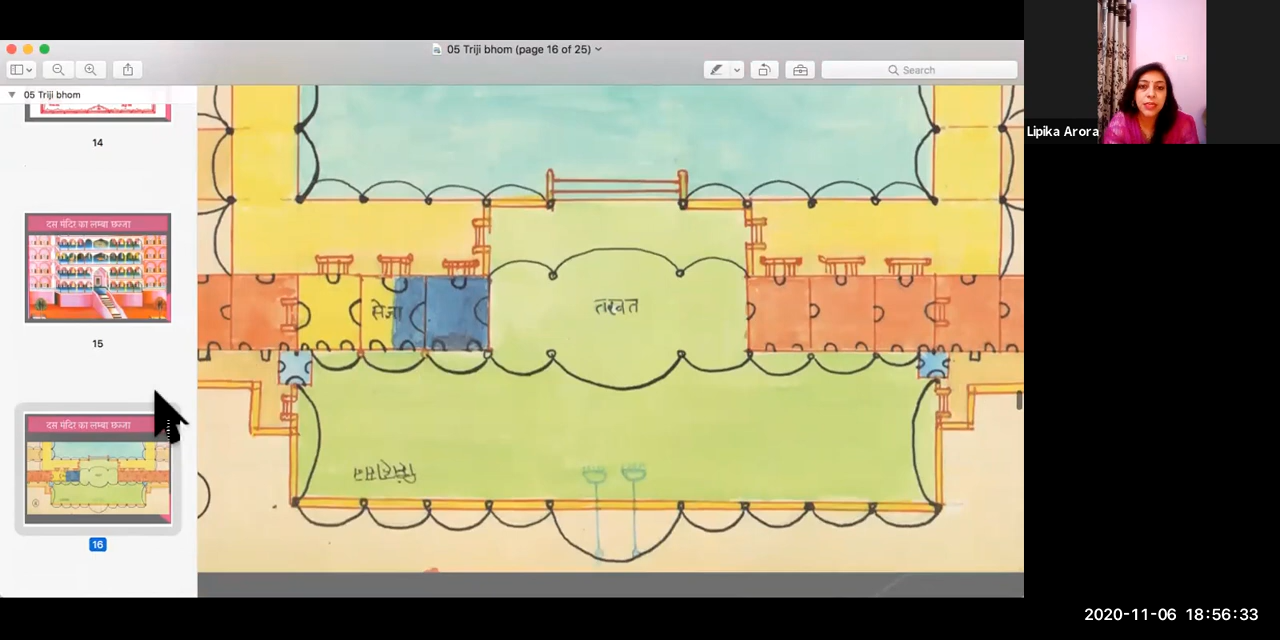 05 Triji bhom (page 16 of 25)
Search
05 Triji bhom
14
दस मंदिर का लम्बा छज्जा
15
दस मंदिर का लम्बा छज्जा
16
सेज्या
तखत
Lipika Arora
2020-11-06 18:56:33